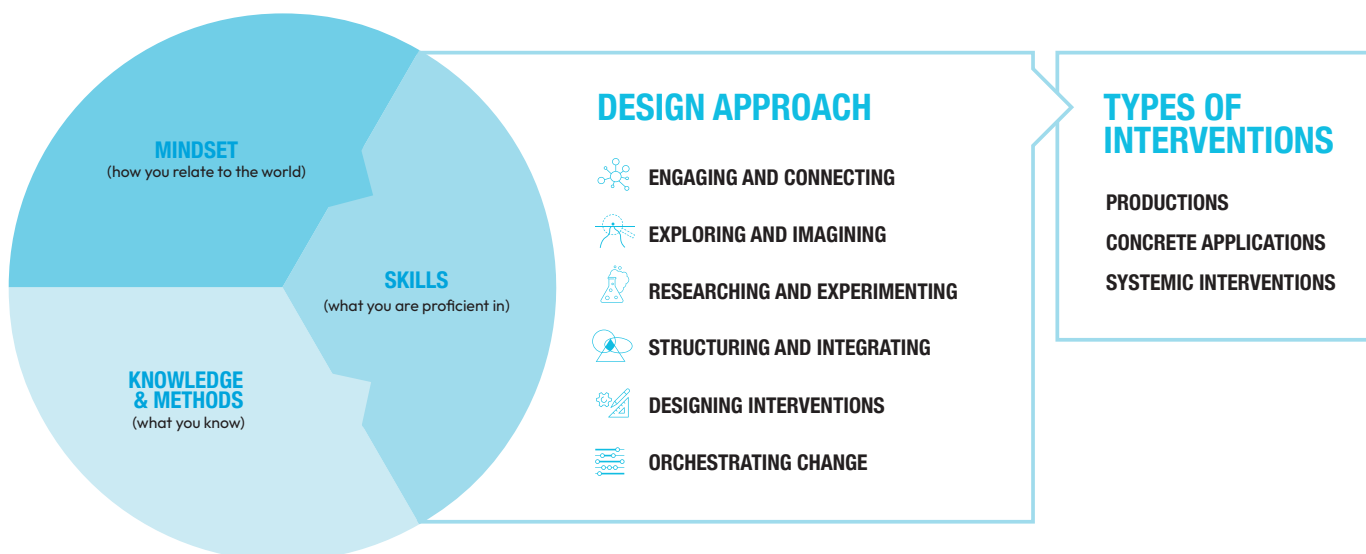 MINDSET
(how you relate to the world)
SKILLS
(what you are proficient in)
KNOWLEDGE
& METHODS
(what you know)
DESIGN APPROACH
ENGAGING AND CONNECTING
EXPLORING AND IMAGINING
RESEARCHING AND EXPERIMENTING
STRUCTURING AND INTEGRATING
DESIGNING INTERVENTIONS
ORCHESTRATING CHANGE
TYPES OF
INTERVENTIONS
PRODUCTIONS
CONCRETE APPLICATIONS
SYSTEMIC INTERVENTIONS